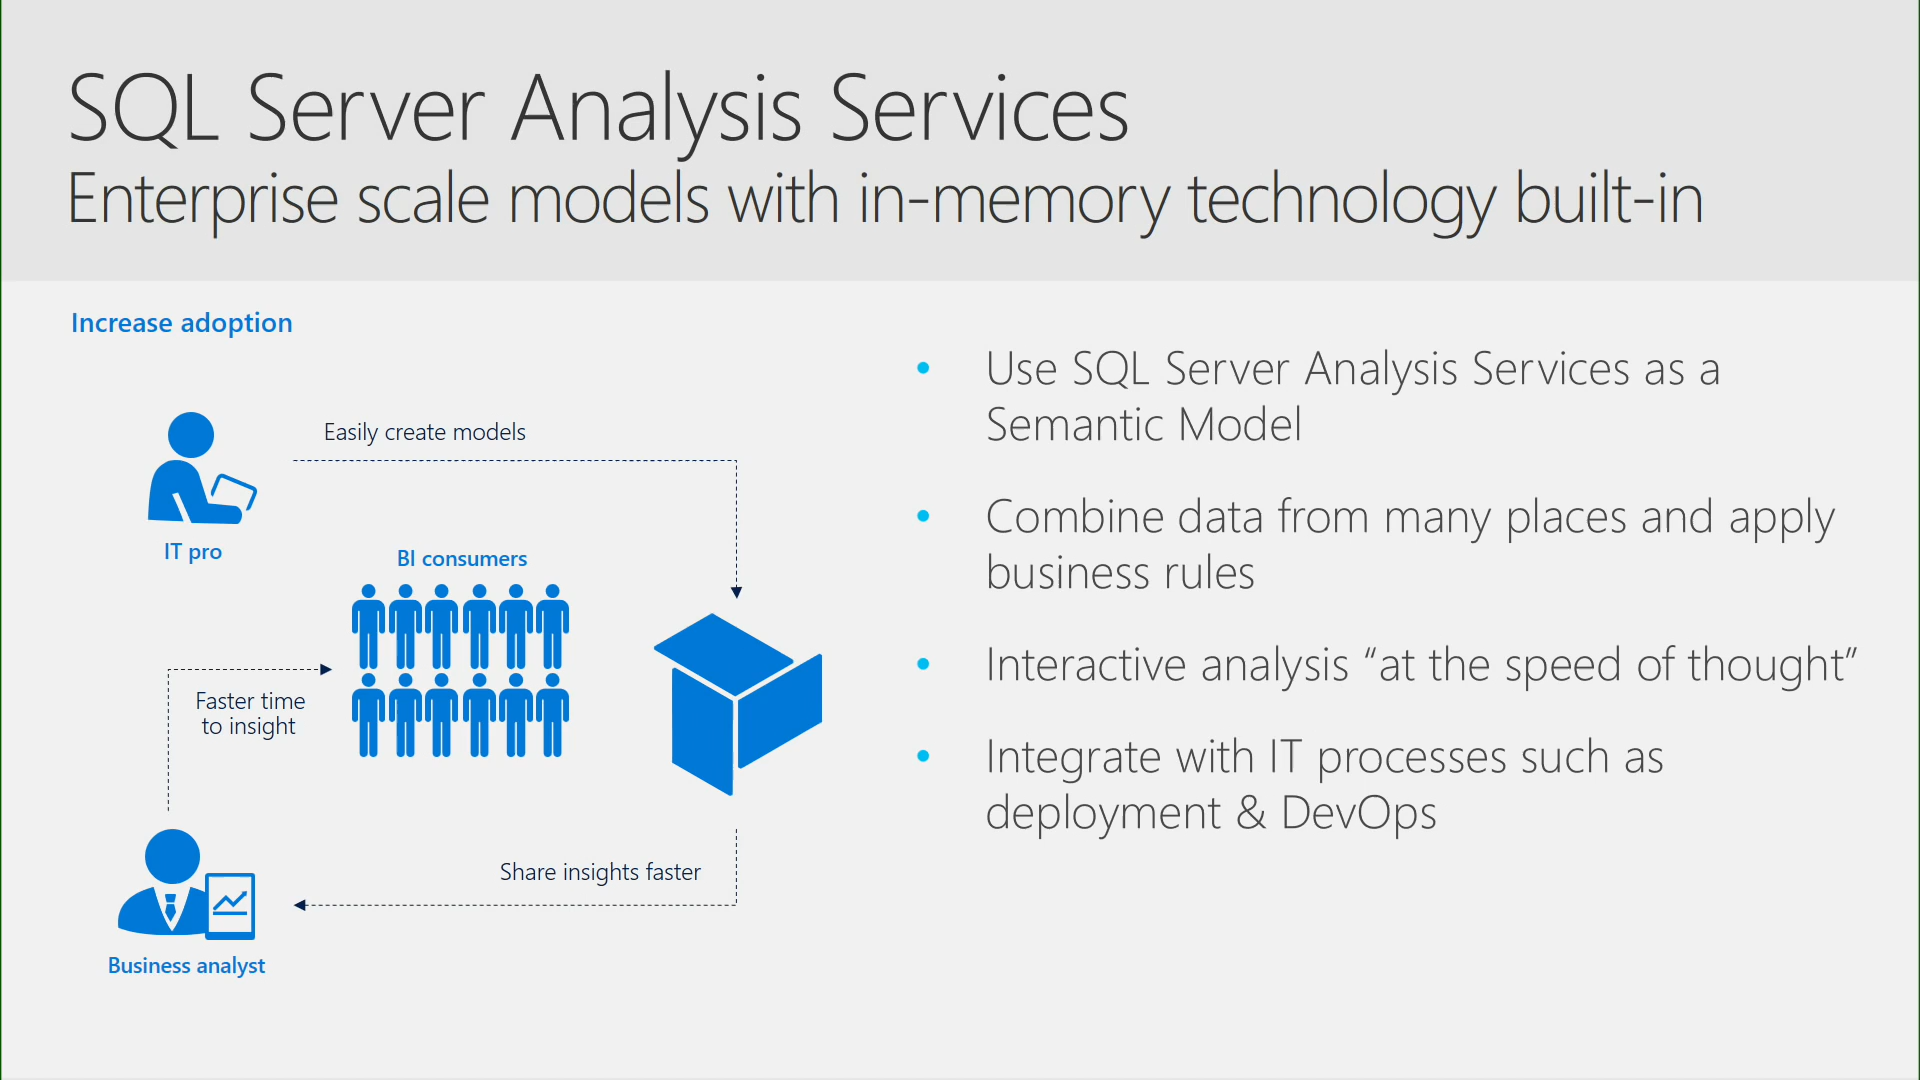 SQL Server Analysis Services
Enterprise scale models with in-memory technology built-in
Increase adoption
Easily create models
IT pro
BI consumers
Faster time
to insight
Share insights faster
Business analyst
• Use SQL Server Analysis Services as a
Semantic Model
• Combine data from many places and apply
business rules
• Interactive analysis “at the speed of thought”
• Integrate with IT processes such as
deployment & DevOps